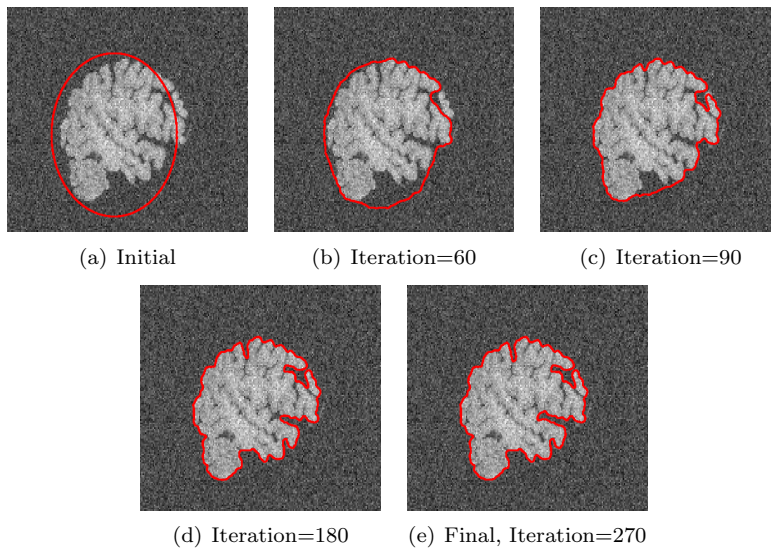 (a) Initial
(b) Iteration=60
(c) Iteration=90
(d) Iteration=180
(e) Final, Iteration=270